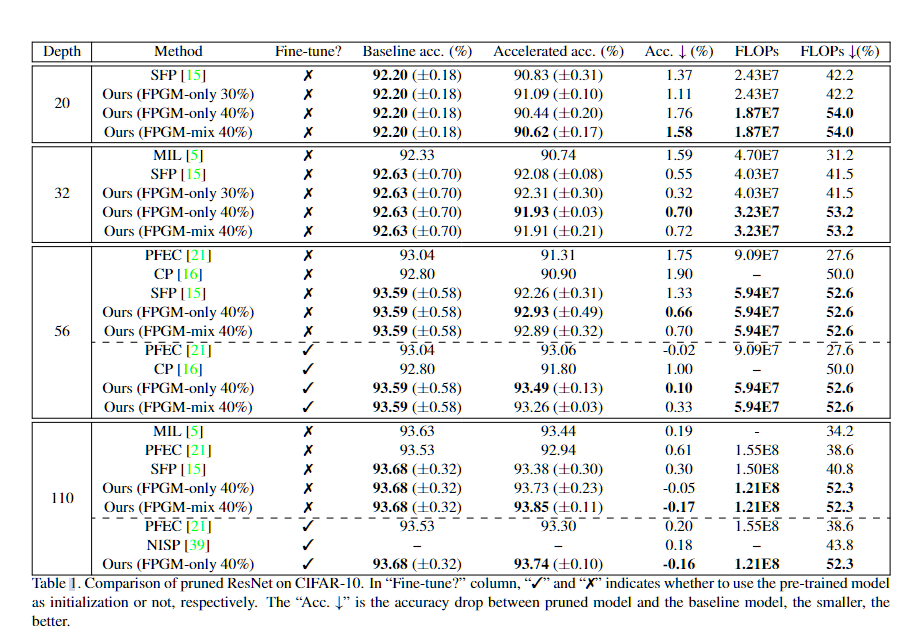 Depth Method Fine-tune? Baseline acc. (%) Accelerated acc. (%) Acc. ↓ (%) FLOPs FLOPs ↓(%)
20
SFP [15] ✗ 92.20 (±0.18) 90.83 (±0.31) 1.37 2.43E7 42.2
Ours (FPGM-only 30%) ✗ 92.20 (±0.18) 91.09 (±0.10) 1.11 2.43E7 42.2
Ours (FPGM-only 40%) ✗ 92.20 (±0.18) 90.44 (±0.20) 1.76 1.87E7 54.0
Ours (FPGM-mix 40%) ✗ 92.20 (±0.18) 90.62 (±0.17) 1.58 1.87E7 54.0
32
MIL [5] ✗ 92.33 90.74 1.59 4.70E7 31.2
SFP [15] ✗ 92.63 (±0.70) 92.08 (±0.08) 0.55 4.03E7 41.5
Ours (FPGM-only 30%) ✗ 92.63 (±0.70) 92.31 (±0.30) 0.32 4.03E7 41.5
Ours (FPGM-only 40%) ✗ 92.63 (±0.70) 91.93 (±0.03) 0.70 3.23E7 53.2
Ours (FPGM-mix 40%) ✗ 92.63 (±0.70) 91.91 (±0.21) 0.72 3.23E7 53.2
56
PFEC [21] ✗ 93.04 91.31 1.75 9.09E7 27.6
CP [16] ✗ 92.80 90.90 1.90 – 50.0
SFP [15] ✗ 93.59 (±0.58) 92.26 (±0.31) 1.33 5.94E7 52.6
Ours (FPGM-only 40%) ✗ 93.59 (±0.58) 92.93 (±0.49) 0.66 5.94E7 52.6
Ours (FPGM-mix 40%) ✗ 93.59 (±0.58) 92.89 (±0.32) 0.70 5.94E7 52.6
PFEC [21] ✓ 93.04 93.06 -0.02 9.09E7 27.6
CP [16] ✓ 92.80 91.80 1.00 – 50.0
Ours (FPGM-only 40%) ✓ 93.59 (±0.58) 93.49 (±0.13) 0.10 5.94E7 52.6
Ours (FPGM-mix 40%) ✓ 93.59 (±0.58) 93.26 (±0.03) 0.33 5.94E7 52.6
110
MIL [5] ✗ 93.63 93.44 0.19 - 34.2
PFEC [21] ✗ 93.53 92.94 0.61 1.55E8 38.6
SFP [15] ✗ 93.68 (±0.32) 93.38 (±0.30) 0.30 1.50E8 40.8
Ours (FPGM-only 40%) ✗ 93.68 (±0.32) 93.73 (±0.23) -0.05 1.21E8 52.3
Ours (FPGM-mix 40%) ✗ 93.68 (±0.32) 93.85 (±0.11) -0.17 1.21E8 52.3
PFEC [21] ✓ 93.53 93.30 0.20 1.55E8 38.6
NISP [39] ✓ – – 0.18 – 43.8
Ours (FPGM-only 40%) ✓ 93.68 (±0.32) 93.74 (±0.10) -0.16 1.21E8 52.3
Table 1. Comparison of pruned ResNet on CIFAR-10. In “Fine-tune?” column, “✓” and “✗” indicates whether to use the pre-trained model
as initialization or not, respectively. The “Acc. ↓” is the accuracy drop between pruned model and the baseline model, the smaller, the
better.